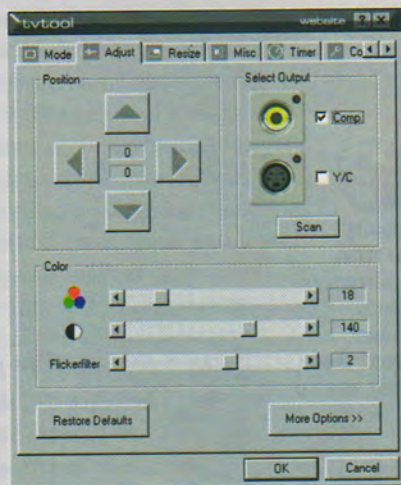 tvtool website ? X
Mode Adjust Resize Misc Timer Co
Position
0
0
Select Output
Comp.
Y/C
Scan
Color
18
140
Flickerfilter 2
Restore Defaults More Options >>
OK Cancel